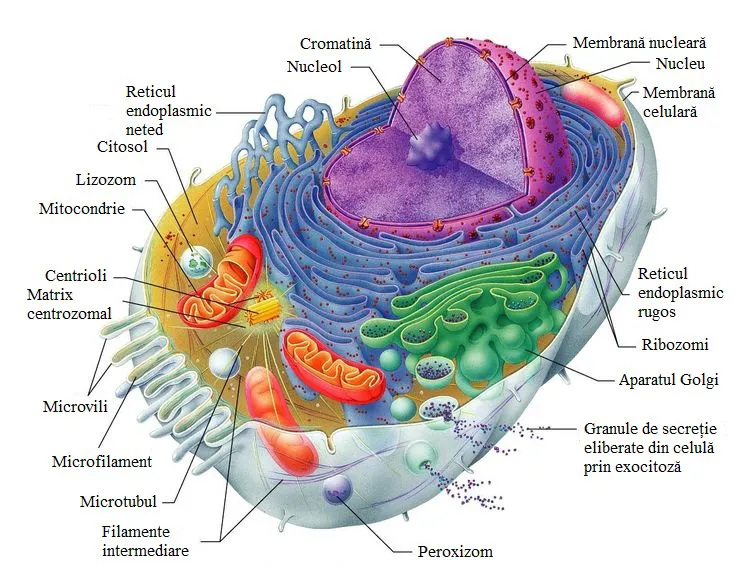 Cromatină
Nucleol
Membrană nucleară
Nucleu
Membrană
celulară
Reticul
endoplasmic
neted
Citosol
Lizozom
Mitocondrie
Centrioli
Matrix
centrozomal
Microvili
Microfilament
Microtubul
Filamente
intermediare
Reticul
endoplasmic
rugos
Ribozomi
Aparatul Golgi
Granule de secreție
eliberate din celulă
prin exocitoză
Peroxizom